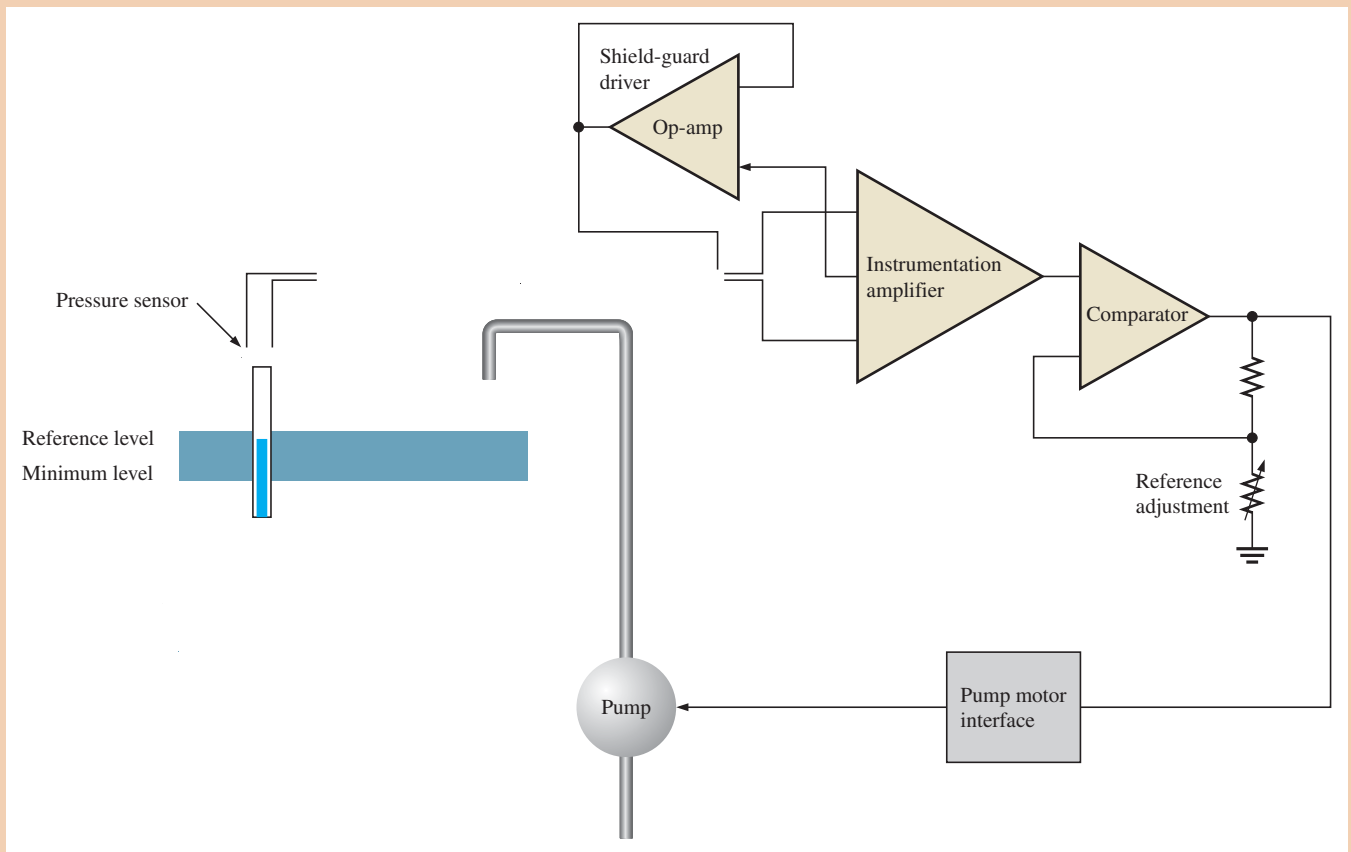 Shield-guard
driver
Op-amp
Instrumentation
amplifier
Pressure sensor
Comparator
Reference level
Minimum level
Reference
adjustment
Pump
Pump motor
interface